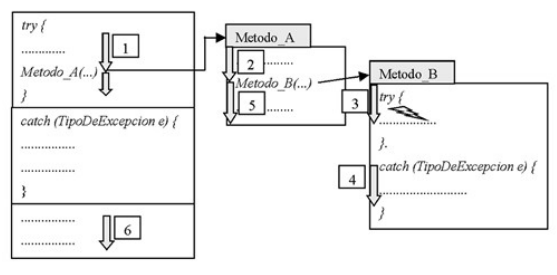 try {
..............
1
Metodo_A(...)
}
catch (TipoDeExcepcion e) {
................
................
}
................
................
6
Metodo_A
2
.........
Metodo_B(...)
5
.........
Metodo_B
3
try {
.................
}.
4
catch (TipoDeExcepcion e) {
..........................
}